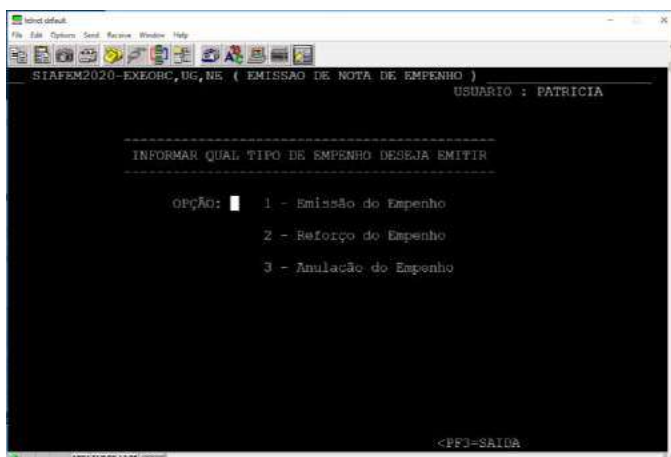 telnet default
File Edit Options Send Receive Window Help
SIAFEM2020-EXEORC,UG,NE ( EMISSAO DE NOTA DE EMPENHO )
USUARIO : PATRICIA
INFORMAR QUAL TIPO DE EMPENHO DESEJA EMITIR
OPÇÃO: 1 - Emissão do Empenho
2 - Reforço do Empenho
3 - Anulacão do Empenho
<PF3=SAIDA